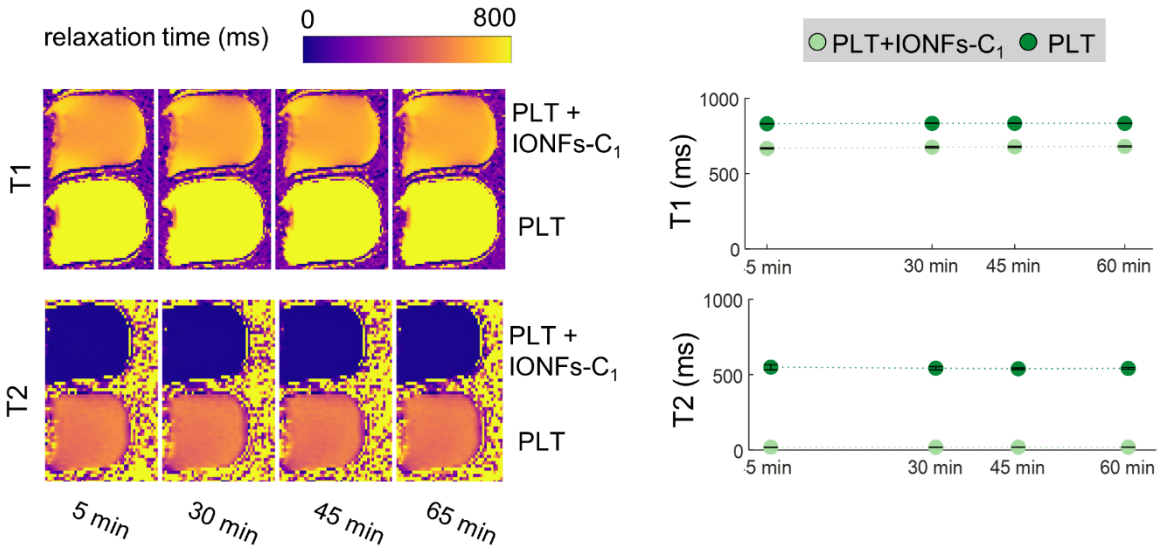 0
800
relaxation time (ms)
PLT+IONFs-C₁
PLT
T1
PLT +
IONFs-C₁
PLT
T2
PLT +
IONFs-C₁
PLT
5 min
30 min
45 min
65 min
T1 (ms)
1000
500
0
-5 min
30 min
45 min
60 min
T2 (ms)
1000
500
0
-5 min
30 min
45 min
60 min